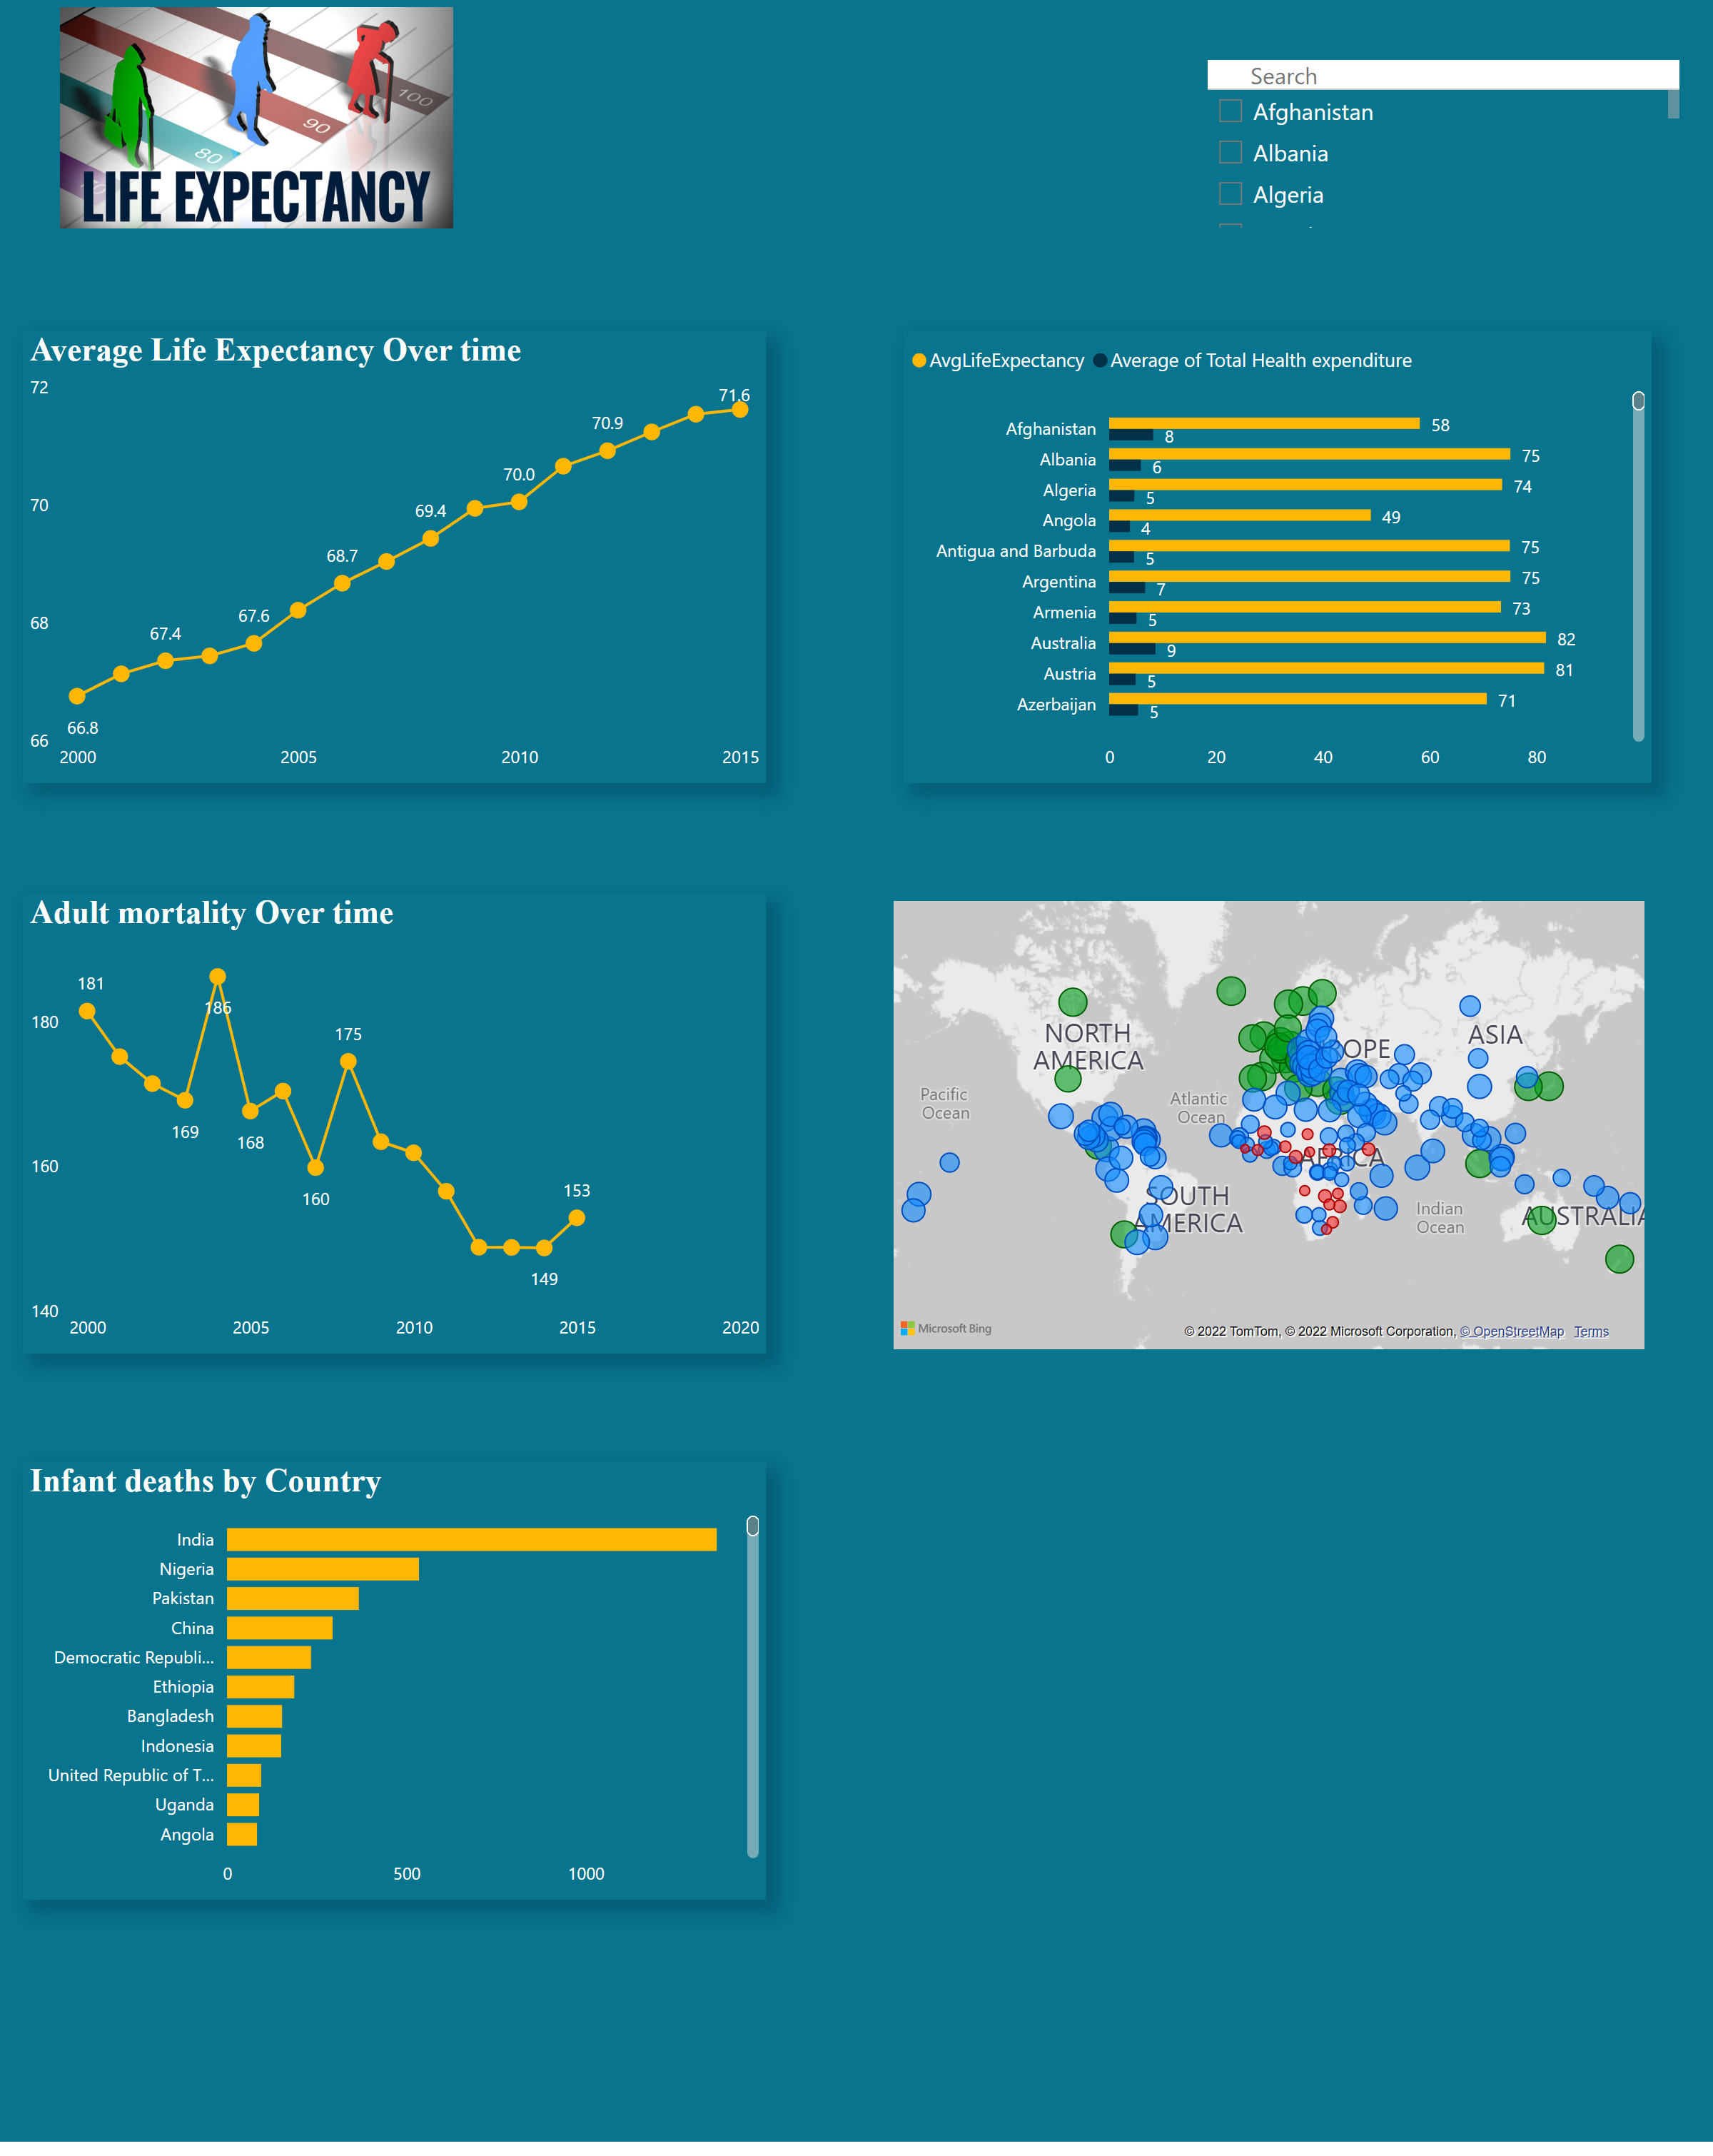 100
90
80
LIFE EXPECTANCY
Search
Afghanistan
Albania
Algeria
Average Life Expectancy Over time
72
70
68
66
66.8
67.4
67.6
68.7
69.4
70.0
70.9
71.6
2000 2005 2010 2015
AvgLifeExpectancy Average of Total Health expenditure
Afghanistan 58
8
Albania 75
6
Algeria 74
5
Angola 49
4
Antigua and Barbuda 75
5
Argentina 75
7
Armenia 73
5
Australia 82
9
Austria 81
5
Azerbaijan 71
5
0 20 40 60 80
Adult mortality Over time
180
160
140
181
169
186
168
160
175
149
153
2000 2005 2010 2015 2020
NORTH
AMERICA
ASIA
OPE
Pacific
Ocean
Atlantic
Ocean
AFRICA
SOUTH
AMERICA
Indian
Ocean
AUSTRALIA
Microsoft Bing
© 2022 TomTom, © 2022 Microsoft Corporation, © OpenStreetMap Terms
Infant deaths by Country
India
Nigeria
Pakistan
China
Democratic Republi...
Ethiopia
Bangladesh
Indonesia
United Republic of T...
Uganda
Angola
0 500 1000